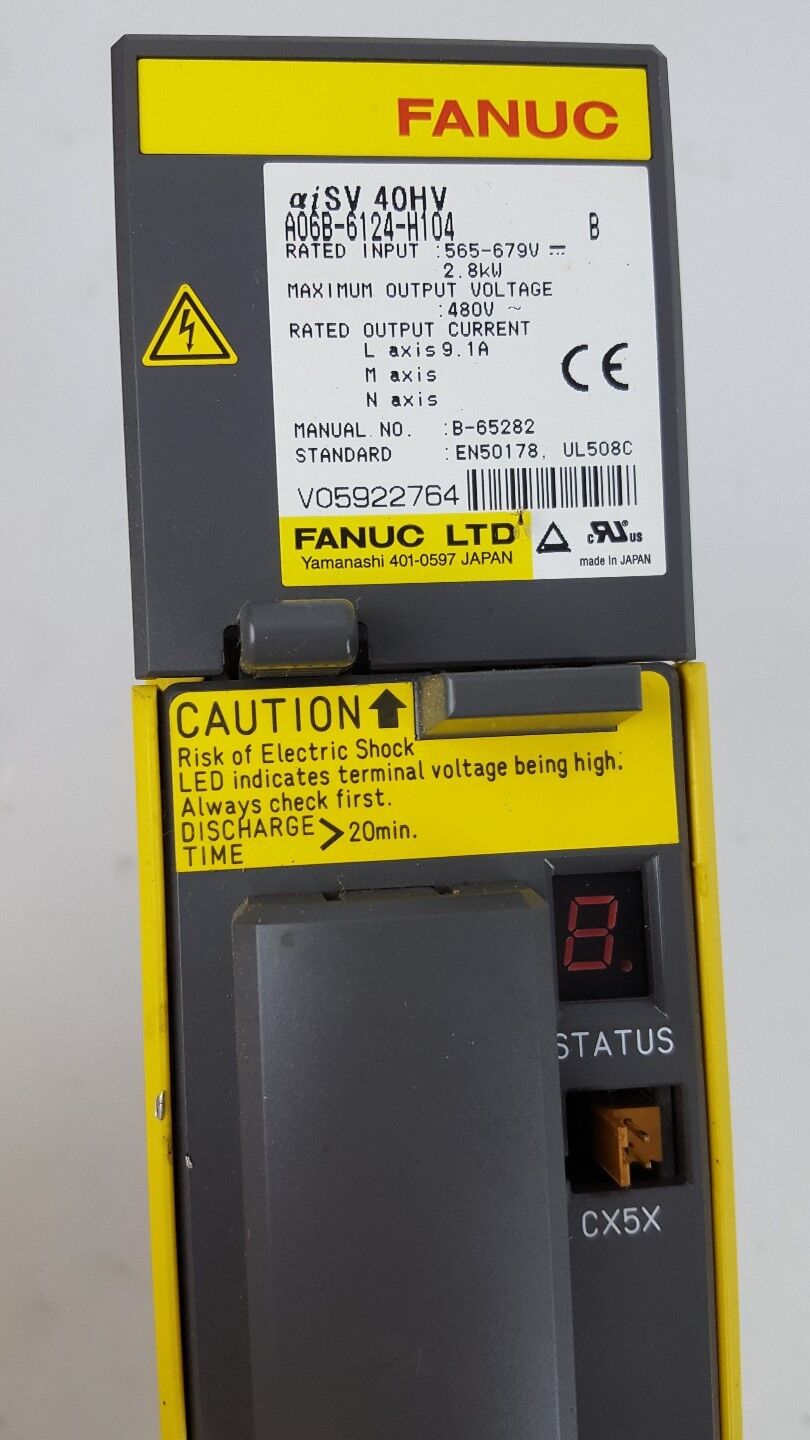 FANUC
αiSV 40HV
A06B-6124-H104 B
RATED INPUT :565-679V ⎓
2.8kW
MAXIMUM OUTPUT VOLTAGE
:480V ~
RATED OUTPUT CURRENT
L axis 9.1A
M axis
N axis
CE
MANUAL NO. :B-65282
STANDARD :EN50178, UL508C
V05922764
FANUC LTD
c RU us
Yamanashi 401-0597 JAPAN
made in JAPAN
CAUTION
Risk of Electric Shock
LED indicates terminal voltage being high.
Always check first.
DISCHARGE TIME > 20min.
8.
STATUS
CX5X